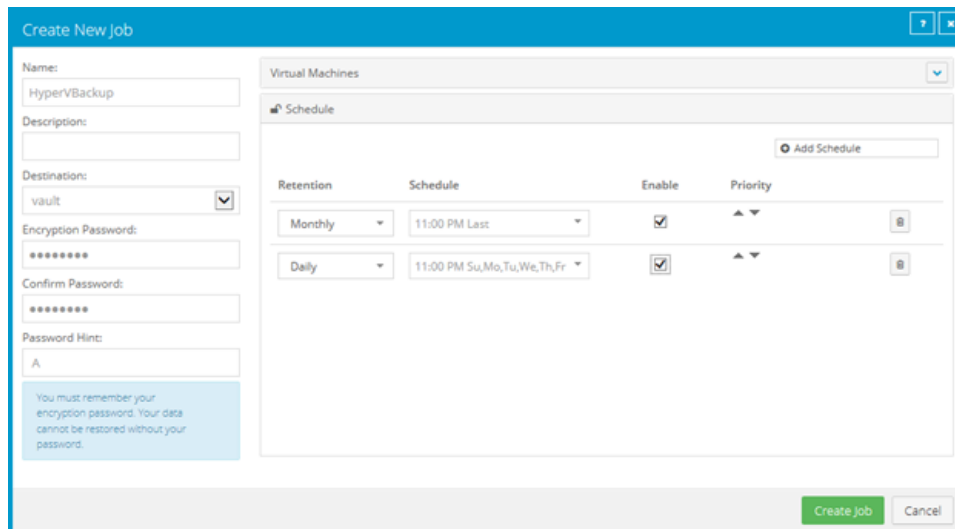 Create New Job
?
×
Name:
HyperVBackup
Description:
Destination:
vault
Encryption Password:
••••••••
Confirm Password:
••••••••
Password Hint:
A
You must remember your
encryption password. Your data
cannot be restored without your
password.
Virtual Machines
Schedule
Add Schedule
Retention Schedule Enable Priority
Monthly 11:00 PM Last
Daily 11:00 PM Su,Mo,Tu,We,Th,Fr
Create Job Cancel